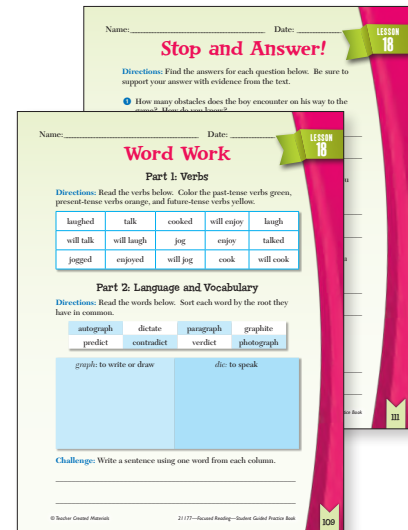 Name: Date:
LESSON
18
Stop and Answer!
Directions: Find the answers for each question below. Be sure to
support your answer with evidence from the text.
1 How many obstacles does the boy encounter on his way to the
111
Name: Date:
LESSON
18
Word Work
Part 1: Verbs
Directions: Read the verbs below. Color the past-tense verbs green,
present-tense verbs orange, and future-tense verbs yellow.
laughed talk cooked will enjoy laugh
will talk will laugh jog enjoy talked
jogged enjoyed will jog cook will cook
Part 2: Language and Vocabulary
Directions: Read the words below. Sort each word by the root they
have in common.
autograph dictate paragraph graphite
predict contradict verdict photograph
graph: to write or draw dic: to speak
Challenge: Write a sentence using one word from each column.
© Teacher Created Materials 21177—Focused Reading—Student Guided Practice Book 109